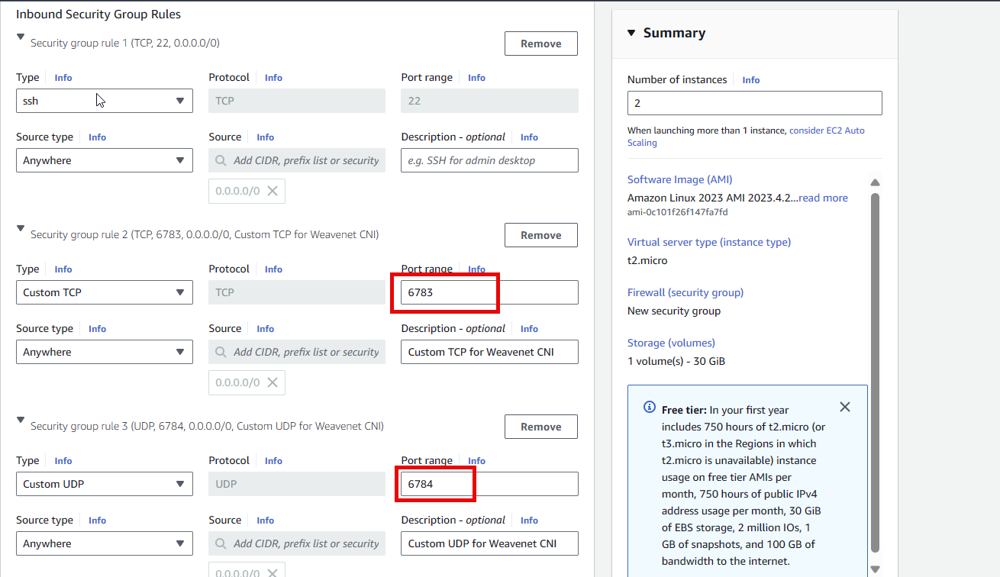 Inbound Security Group Rules
Security group rule 1 (TCP, 22, 0.0.0.0/0)
Remove
Type Info
Protocol Info
Port range Info
ssh
TCP
22
Source type Info
Source Info
Description - optional Info
Anywhere
Add CIDR, prefix list or security
e.g. SSH for admin desktop
0.0.0.0/0
Security group rule 2 (TCP, 6783, 0.0.0.0/0, Custom TCP for Weavenet CNI)
Remove
Type Info
Protocol Info
Port range Info
Custom TCP
TCP
6783
Source type Info
Source Info
Description - optional Info
Anywhere
Add CIDR, prefix list or security
Custom TCP for Weavenet CNI
0.0.0.0/0
Security group rule 3 (UDP, 6784, 0.0.0.0/0, Custom UDP for Weavenet CNI)
Remove
Type Info
Protocol Info
Port range Info
Custom UDP
UDP
6784
Source type Info
Source Info
Description - optional Info
Anywhere
Add CIDR, prefix list or security
Custom UDP for Weavenet CNI
0.0.0.0/0
Summary
Number of instances Info
2
When launching more than 1 instance, consider EC2 Auto
Scaling
Software Image (AMI)
Amazon Linux 2023 AMI 2023.4.2...read more
ami-0c101f26f147fa7fd
Virtual server type (instance type)
t2.micro
Firewall (security group)
New security group
Storage (volumes)
1 volume(s) - 30 GiB
Free tier: In your first year
includes 750 hours of t2.micro (or
t3.micro in the Regions in which
t2.micro is unavailable) instance
usage on free tier AMIs per
month, 750 hours of public IPv4
address usage per month, 30 GiB
of EBS storage, 2 million IOs, 1
GB of snapshots, and 100 GB of
bandwidth to the internet.